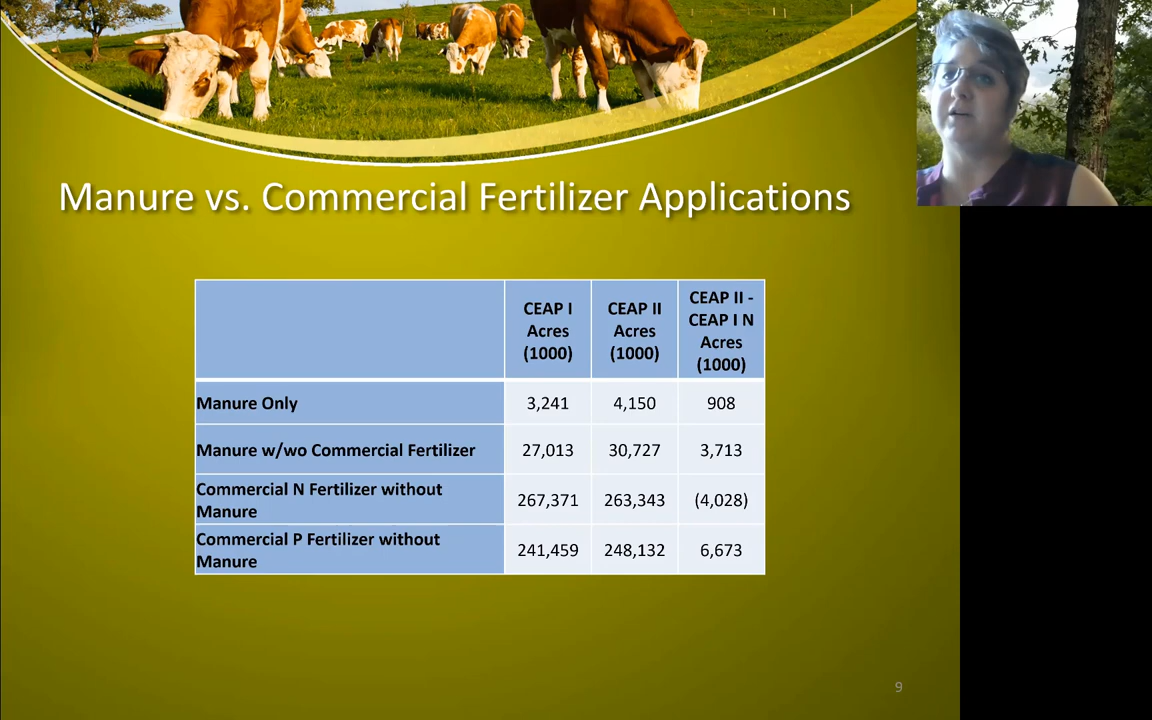 Manure vs. Commercial Fertilizer Applications
CEAP I
Acres
(1000)
CEAP II
Acres
(1000)
CEAP II -
CEAP I N
Acres
(1000)
Manure Only 3,241 4,150 908
Manure w/wo Commercial Fertilizer 27,013 30,727 3,713
Commercial N Fertilizer without
Manure
267,371 263,343 (4,028)
Commercial P Fertilizer without
Manure
241,459 248,132 6,673
9